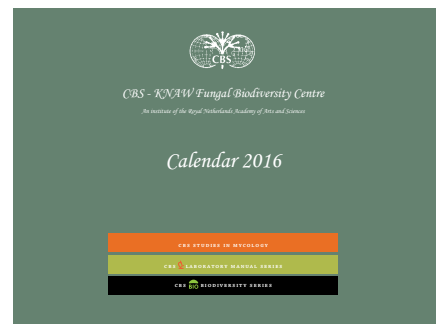 CBS
CBS - KNAW Fungal Biodiversity Centre
An institute of the Royal Netherlands Academy of Arts and Sciences
Calendar 2016
CBS STUDIES IN MYCOLOGY
CBS LABORATORY MANUAL SERIES
CBS BIO BIODIVERSITY SERIES